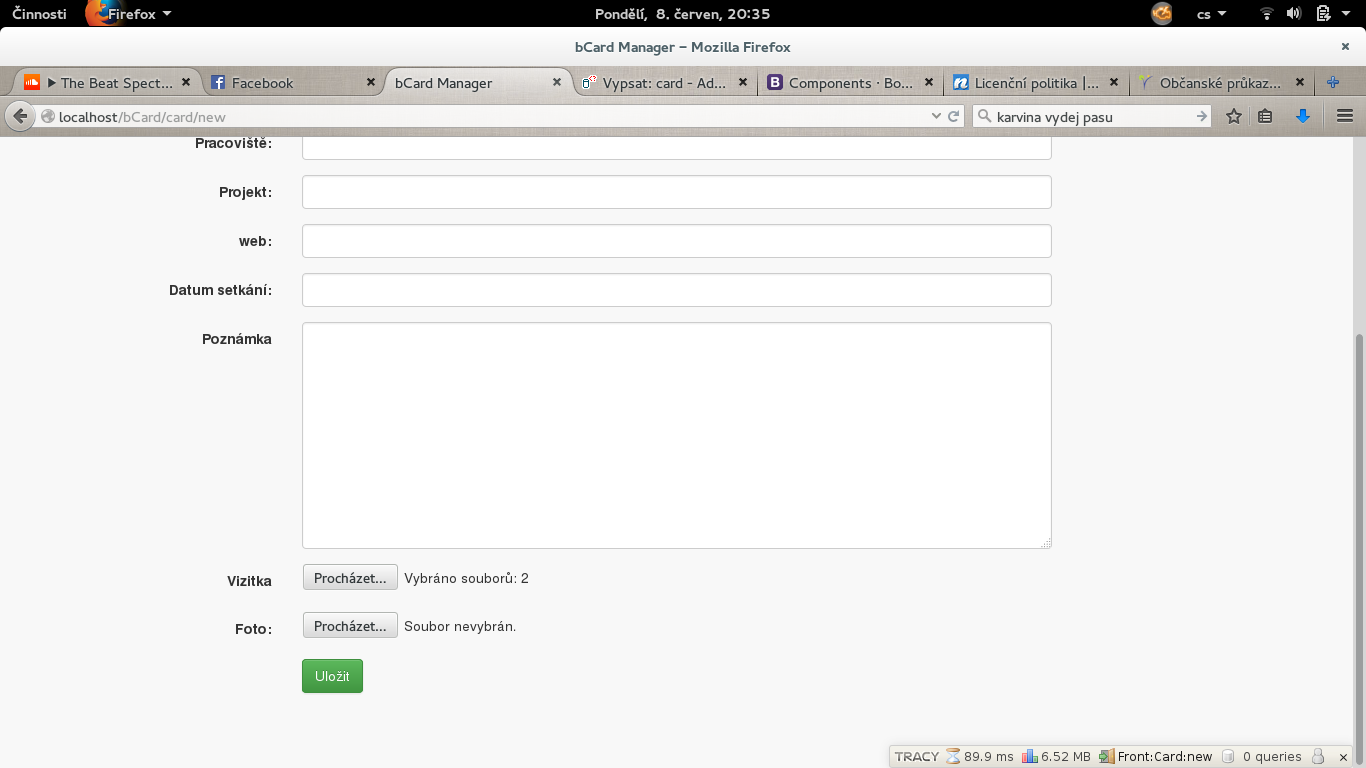 Činnosti Firefox Pondělí, 8. červen, 20:35 cs
bCard Manager – Mozilla Firefox
The Beat Spect... Facebook bCard Manager Vypsat: card - Ad... B Components · Bo... n Licenční politika |... Občanské průkaz...
localhost/bCard/card/new karvina vydej pasu
Pracoviště:
Projekt:
web:
Datum setkání:
Poznámka
Vizitka Procházet... Vybráno souborů: 2
Foto: Procházet... Soubor nevybrán.
Uložit
TRACY 89.9 ms 6.52 MB Front:Card:new 0 queries